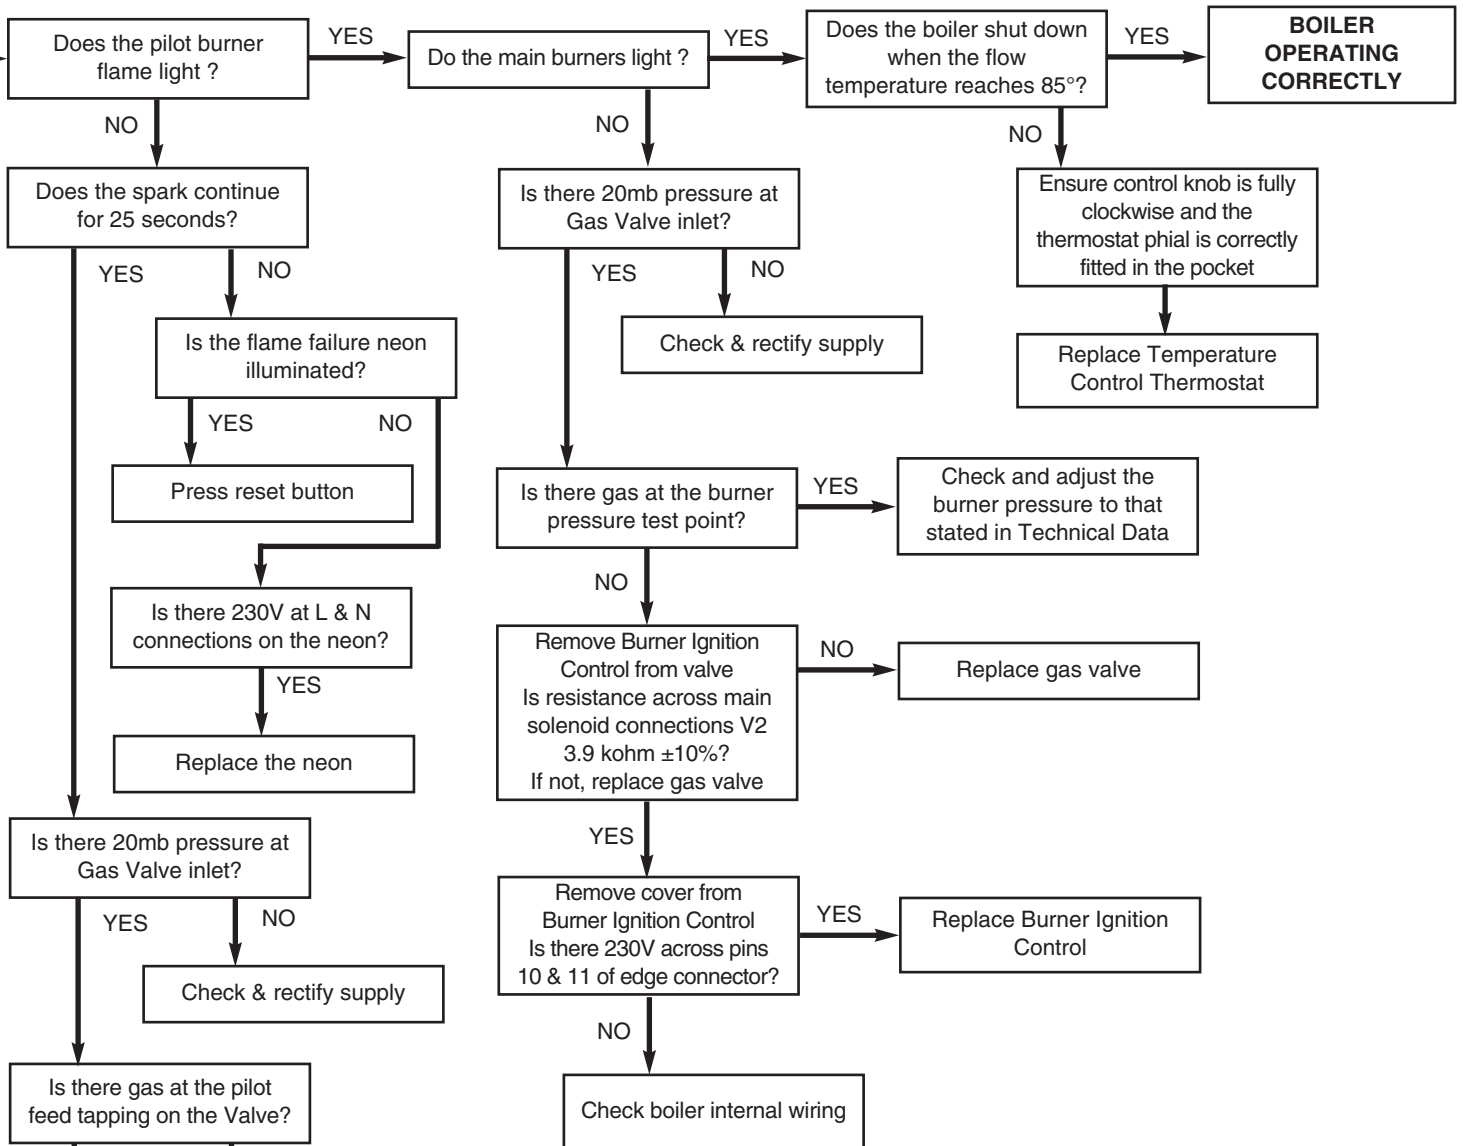 Does the pilot burner
flame light ?
YES
Do the main burners light ?
YES
Does the boiler shut down
when the flow
temperature reaches 85°?
YES
BOILER
OPERATING
CORRECTLY
NO
NO
NO
Does the spark continue
for 25 seconds?
Is there 20mb pressure at
Gas Valve inlet?
Ensure control knob is fully
clockwise and the
thermostat phial is correctly
fitted in the pocket
YES
NO
YES
NO
Is the flame failure neon
illuminated?
Check & rectify supply
Replace Temperature
Control Thermostat
YES
NO
Press reset button
Is there gas at the burner
pressure test point?
YES
Check and adjust the
burner pressure to that
stated in Technical Data
NO
Is there 230V at L & N
connections on the neon?
YES
Replace the neon
Remove Burner Ignition
Control from valve
Is resistance across main
solenoid connections V2
3.9 kohm ±10%?
If not, replace gas valve
NO
Replace gas valve
YES
Is there 20mb pressure at
Gas Valve inlet?
YES
NO
Check & rectify supply
Remove cover from
Burner Ignition Control
Is there 230V across pins
10 & 11 of edge connector?
YES
Replace Burner Ignition
Control
NO
Is there gas at the pilot
feed tapping on the Valve?
Check boiler internal wiring